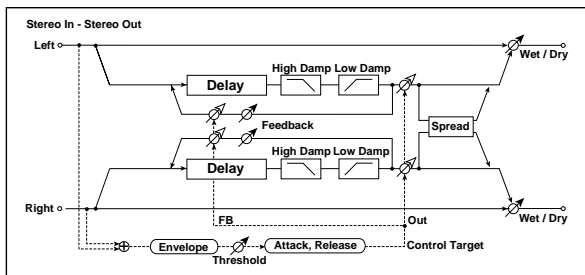 Stereo In - Stereo Out
Left
Wet / Dry
High Damp Low Damp
Delay
Feedback
Spread
High Damp Low Damp
Delay
Right
FB
Out
Wet / Dry
Envelope
Threshold
Attack, Release
Control Target